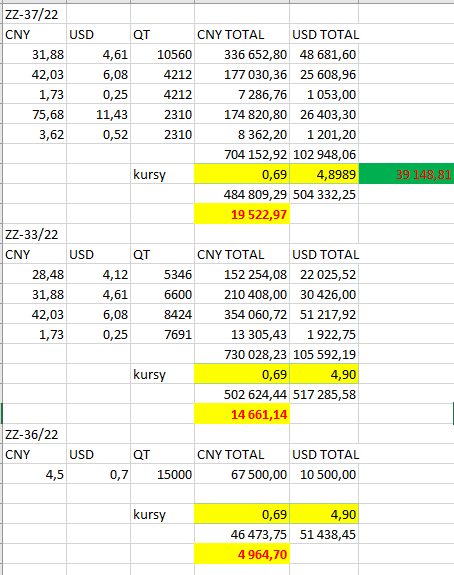 ZZ-37/22
CNY USD QT CNY TOTAL USD TOTAL
31,88 4,61 10560 336 652,80 48 681,60
42,03 6,08 4212 177 030,36 25 608,96
1,73 0,25 4212 7 286,76 1 053,00
75,68 11,43 2310 174 820,80 26 403,30
3,62 0,52 2310 8 362,20 1 201,20
704 152,92 102 948,06
kursy 0,69 4,8989 39 148,81
484 809,29 504 332,25
19 522,97
ZZ-33/22
CNY USD QT CNY TOTAL USD TOTAL
28,48 4,12 5346 152 254,08 22 025,52
31,88 4,61 6600 210 408,00 30 426,00
42,03 6,08 8424 354 060,72 51 217,92
1,73 0,25 7691 13 305,43 1 922,75
730 028,23 105 592,19
kursy 0,69 4,90
502 624,44 517 285,58
14 661,14
ZZ-36/22
CNY USD QT CNY TOTAL USD TOTAL
4,5 0,7 15000 67 500,00 10 500,00
kursy 0,69 4,90
46 473,75 51 438,45
4 964,70